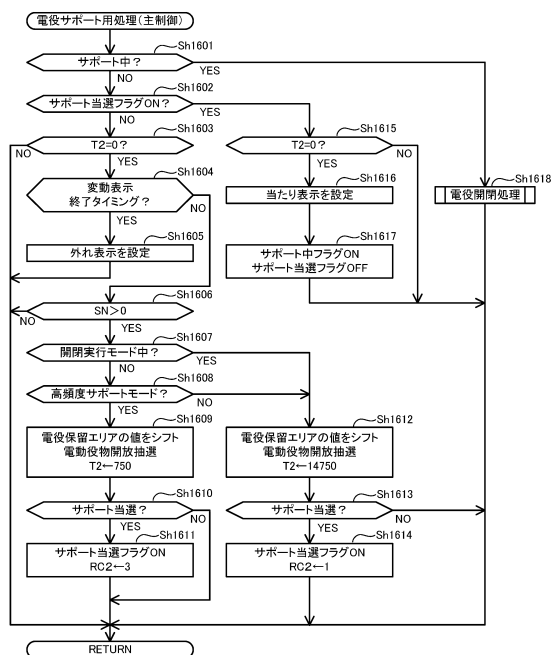 電役サポート用処理(主制御)
Sh1601
サポート中?
YES
NO
Sh1602
サポート当選フラグON?
YES
NO
Sh1603
T2=0?
NO
YES
Sh1604
変動表示
終了タイミング?
NO
YES
Sh1605
外れ表示を設定
Sh1615
T2=0?
NO
YES
Sh1616
当たり表示を設定
Sh1617
サポート中フラグON
サポート当選フラグOFF
Sh1618
電役開閉処理
Sh1606
SN>0
NO
YES
Sh1607
開閉実行モード中?
YES
NO
Sh1608
高頻度サポートモード?
NO
YES
Sh1609
電役保留エリアの値をシフト
電動役物開放抽選
T2←750
Sh1612
電役保留エリアの値をシフト
電動役物開放抽選
T2←14750
Sh1610
サポート当選?
NO
YES
Sh1611
サポート当選フラグON
RC2←3
Sh1613
サポート当選?
NO
YES
Sh1614
サポート当選フラグON
RC2←1
RETURN